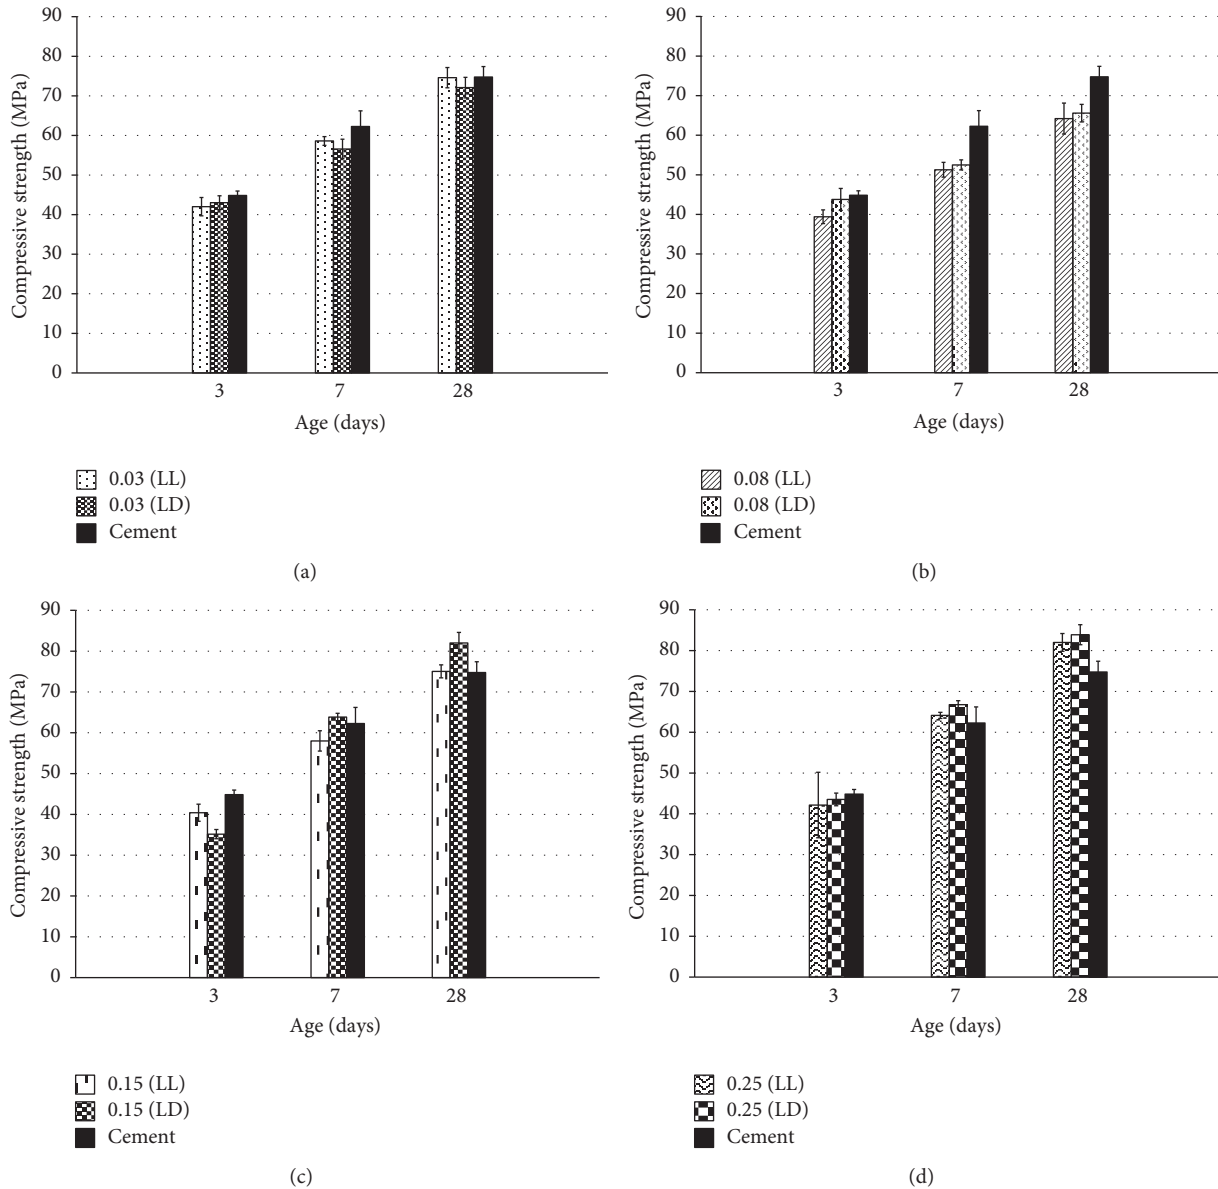 Compressive strength (MPa)
90
80
70
60
50
40
30
20
10
0
3 7 28
Age (days)
0.03 (LL)
0.03 (LD)
Cement
(a)
Compressive strength (MPa)
90
80
70
60
50
40
30
20
10
0
3 7 28
Age (days)
0.08 (LL)
0.08 (LD)
Cement
(b)
Compressive strength (MPa)
90
80
70
60
50
40
30
20
10
0
3 7 28
Age (days)
0.15 (LL)
0.15 (LD)
Cement
(c)
Compressive strength (MPa)
90
80
70
60
50
40
30
20
10
0
3 7 28
Age (days)
0.25 (LL)
0.25 (LD)
Cement
(d)